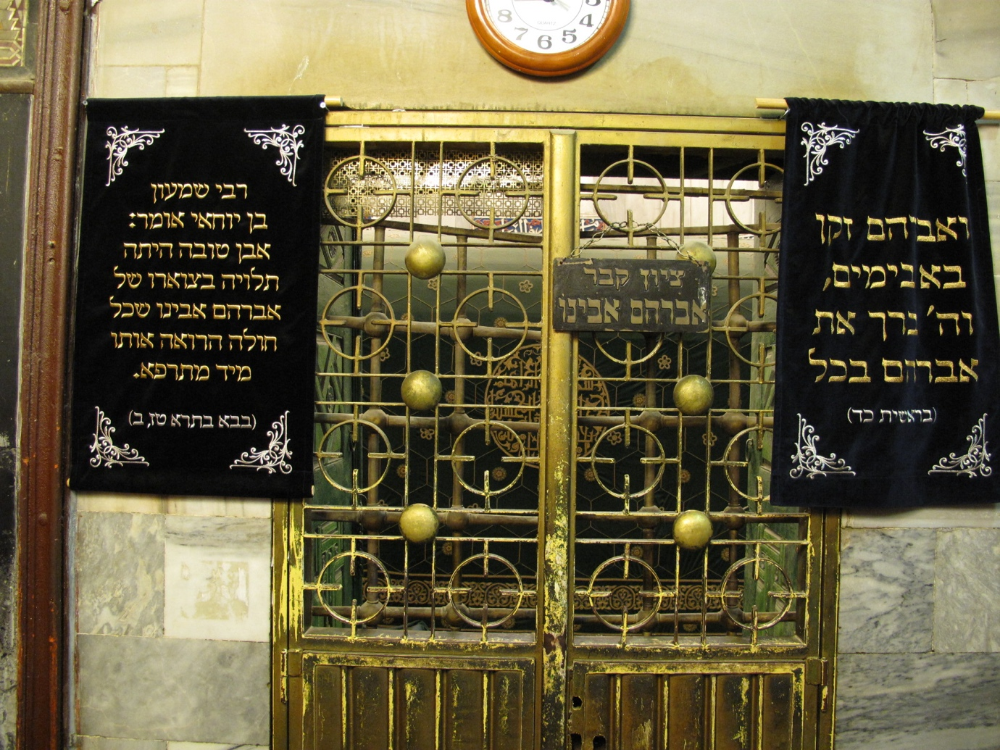 רבי שמעון
בן יוחאי אומר:
אבן טובה היתה
תלויה בצוארו של
אברהם אבינו שכל
חולה הרואה אותו
מיד מתרפא.
(בבא בתרא טז, ב)
ציון קבר
אברהם אבינו
ואברהם זקן
בא בימים,
וה' ברך את
אברהם בכל
(בראשית כד)
8
7
6
5
4
3
QUARTZ